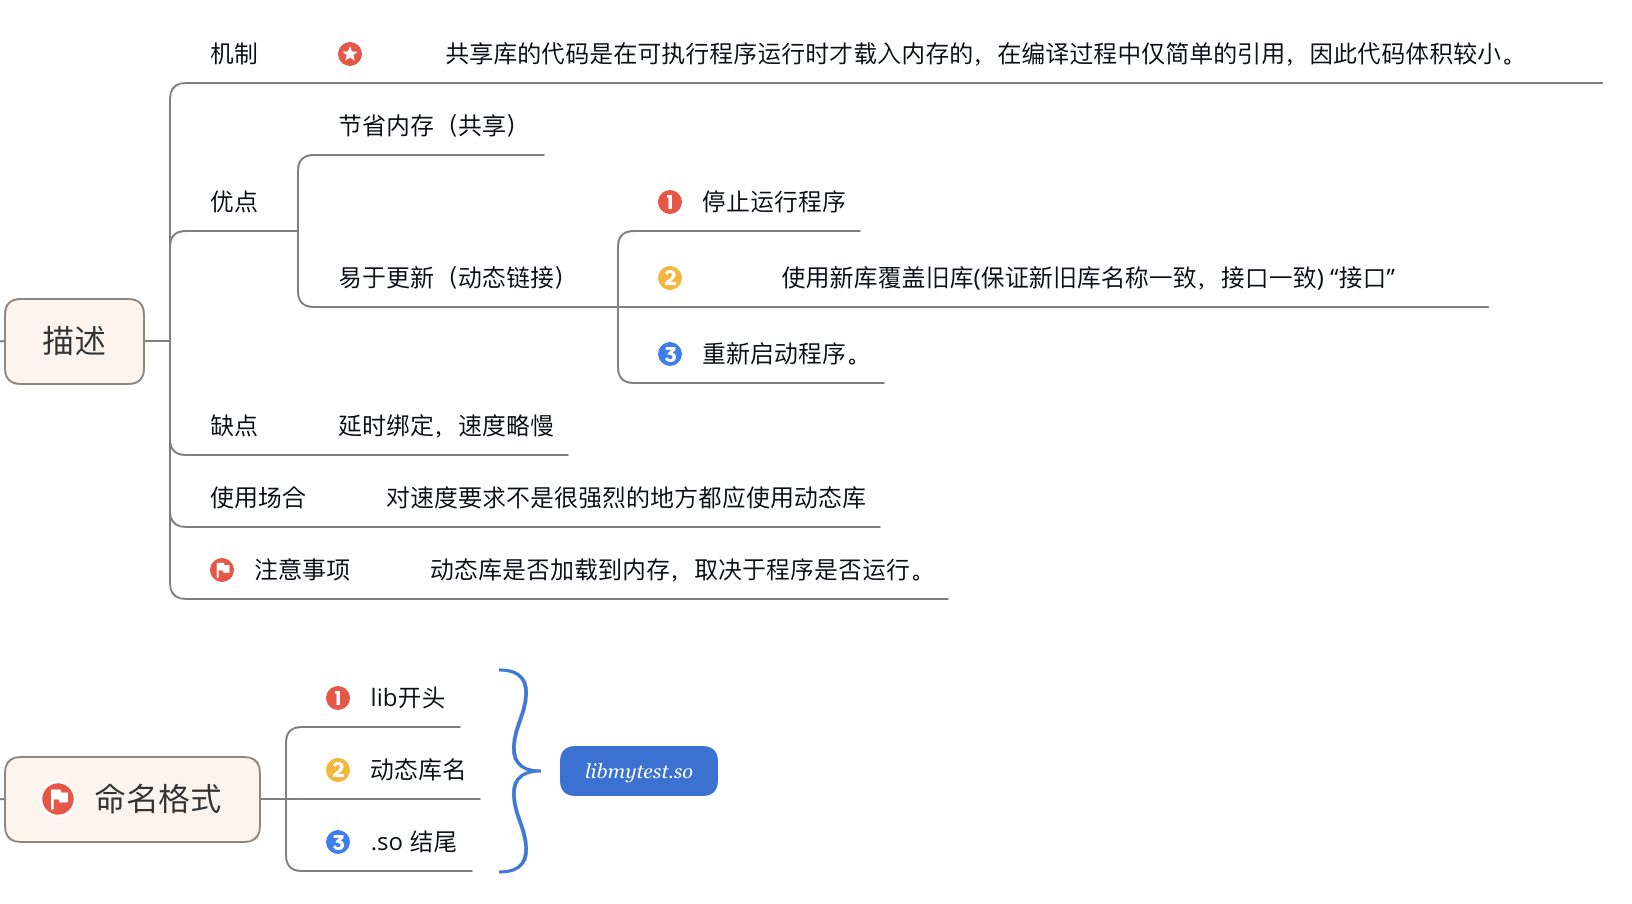 机制 共享库的代码是在可执行程序运行时才载入内存的，在编译过程中仅简单的引用，因此代码体积较小。
节省内存（共享）
优点
1 停止运行程序
易于更新（动态链接）
2 使用新库覆盖旧库(保证新旧库名称一致，接口一致) “接口”
3 重新启动程序。
描述
缺点 延时绑定，速度略慢
使用场合 对速度要求不是很强烈的地方都应使用动态库
注意事项 动态库是否加载到内存，取决于程序是否运行。
1 lib开头
2 动态库名
libmytest.so
命名格式
3 .so 结尾